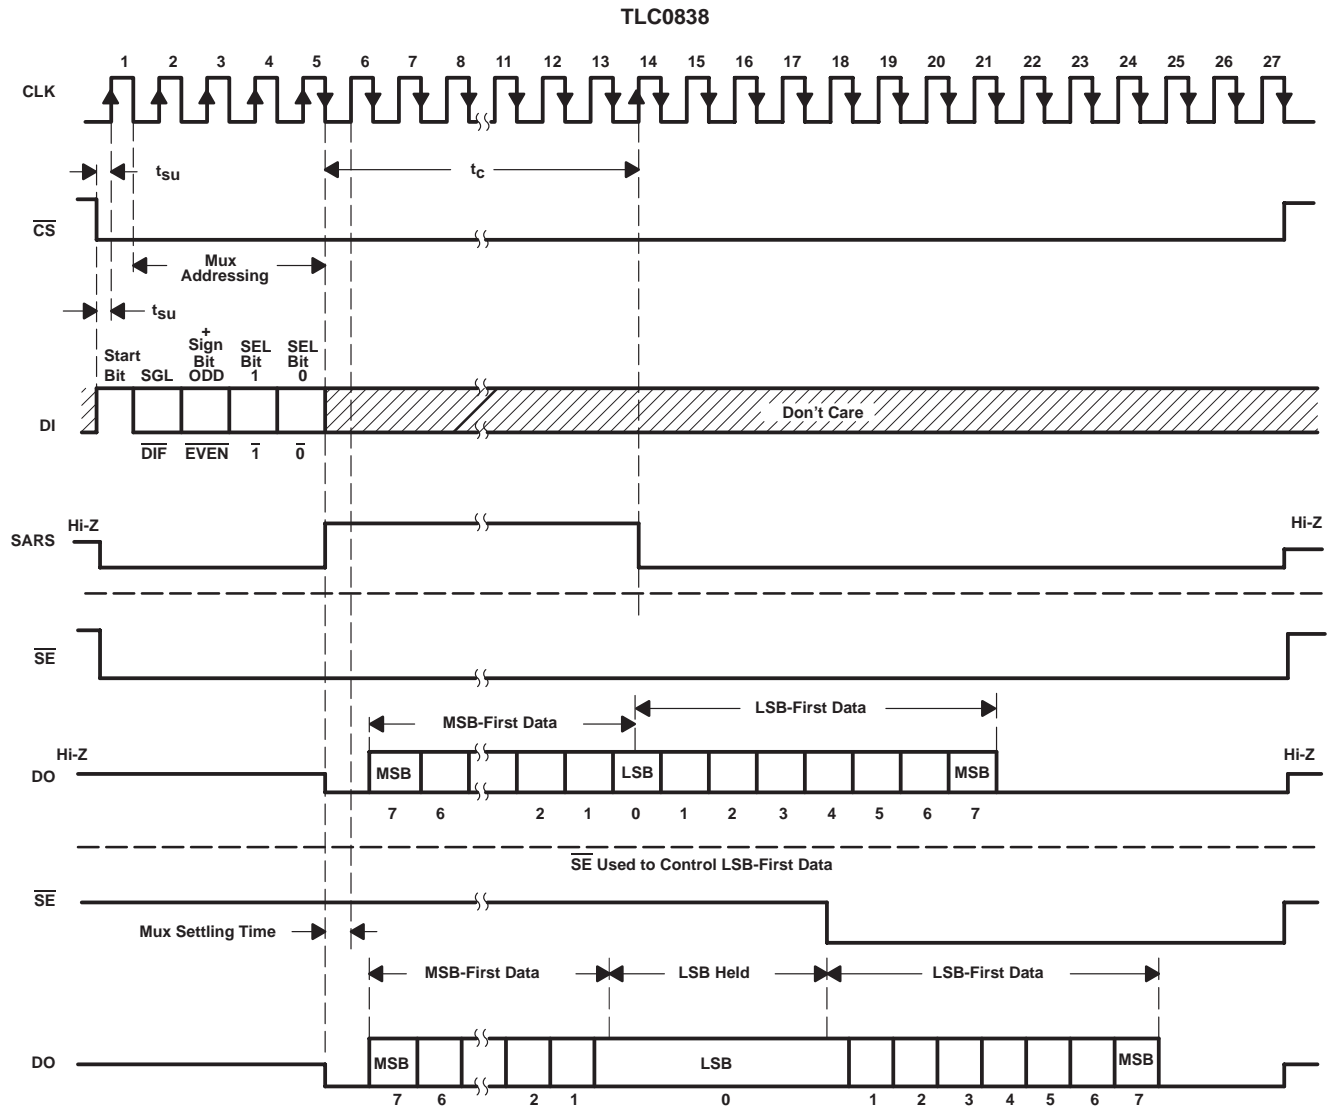 TLC0838
1 2 3 4 5 6 7 8 11 12 13 14 15 16 17 18 19 20 21 22 23 24 25 26 27
CLK
tsu
tc
CS
Mux
Addressing
tsu
Start
Bit
SGL
+
Sign
Bit
ODD
SEL
Bit
1
SEL
Bit
0
DI
Don't Care
DIF EVEN 1 0
Hi-Z
Hi-Z
SARS
SE
MSB-First Data
LSB-First Data
Hi-Z
Hi-Z
DO
MSB LSB MSB
7 6 2 1 0 1 2 3 4 5 6 7
SE Used to Control LSB-First Data
SE
Mux Settling Time
MSB-First Data LSB Held LSB-First Data
DO
MSB LSB MSB
7 6 2 1 0 1 2 3 4 5 6 7